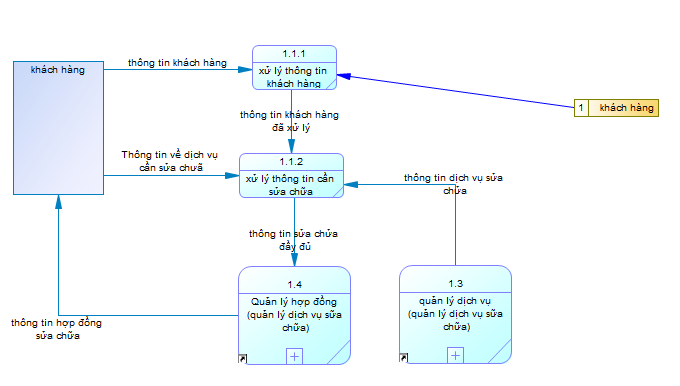 1.1.1
xử lý thông tin
khách hàng
khách hàng
thông tin khách hàng
1 khách hàng
thông tin khách hàng
đã xử lý
Thông tin về dịch vụ
cần sửa chưã
1.1.2
xử lý thông tin cần
sửa chữa
thông tin dịch vụ sửa
chửa
thông tin sửa chửa
đầy đủ
1.4
Quản lý hợp đồng
(quản lý dịch vụ sữa
chữa)
1.3
quản lý dịch vụ
(quản lý dịch vụ sữa
chữa)
thông tin hợp đồng
sửa chữa